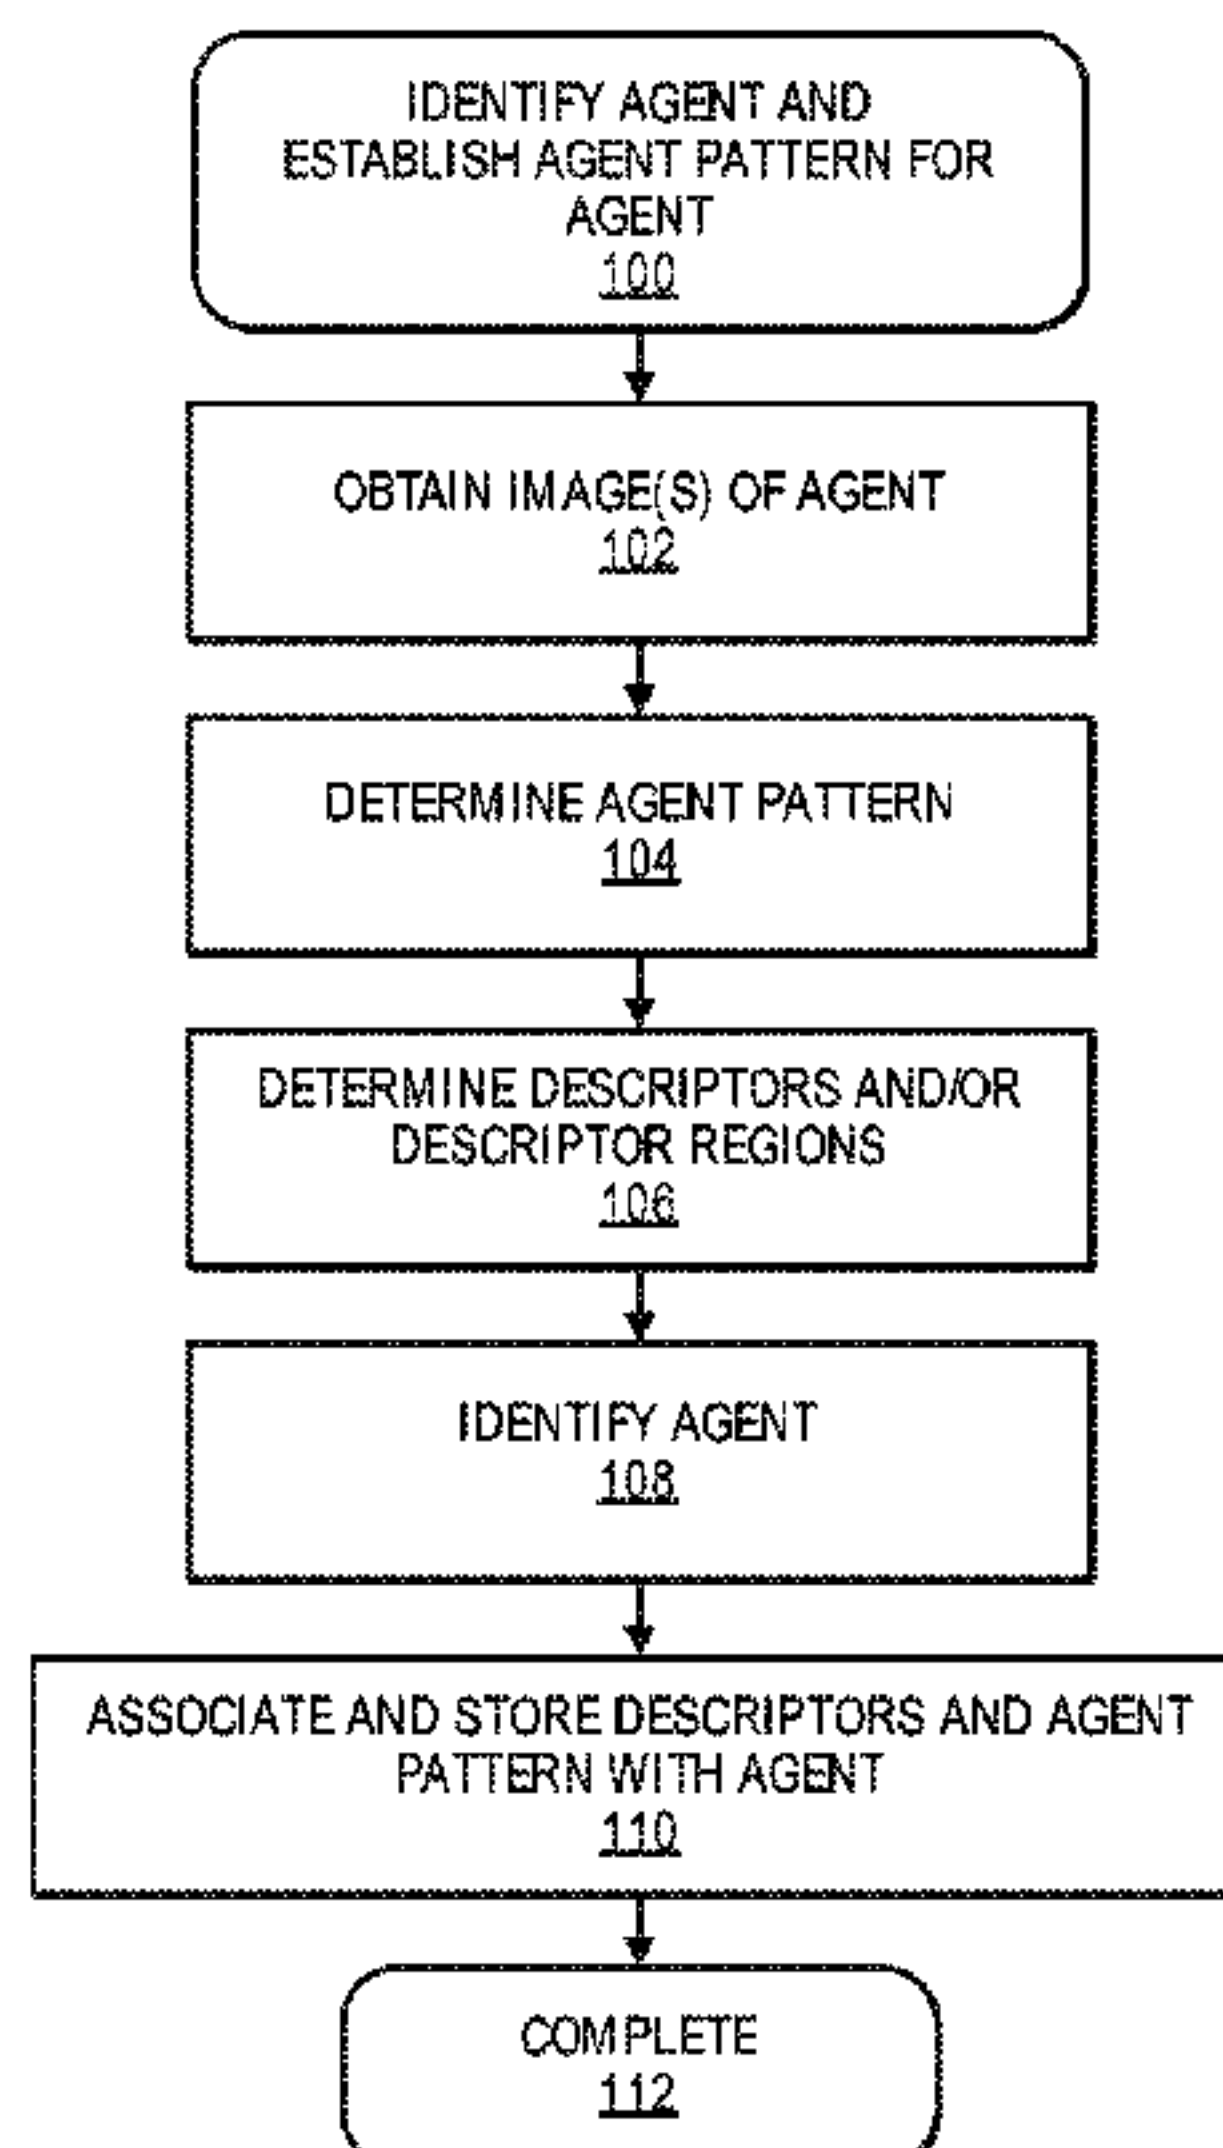 IDENTIFY AGENT AND
ESTABLISH AGENT PATTERN FOR
AGENT
100
OBTAIN IMAGE(S) OF AGENT
102
DETERMINE AGENT PATTERN
104
DETERMINE DESCRIPTORS AND/OR
DESCRIPTOR REGIONS
106
IDENTIFY AGENT
108
ASSOCIATE AND STORE DESCRIPTORS AND AGENT
PATTERN WITH AGENT
110
COMPLETE
112